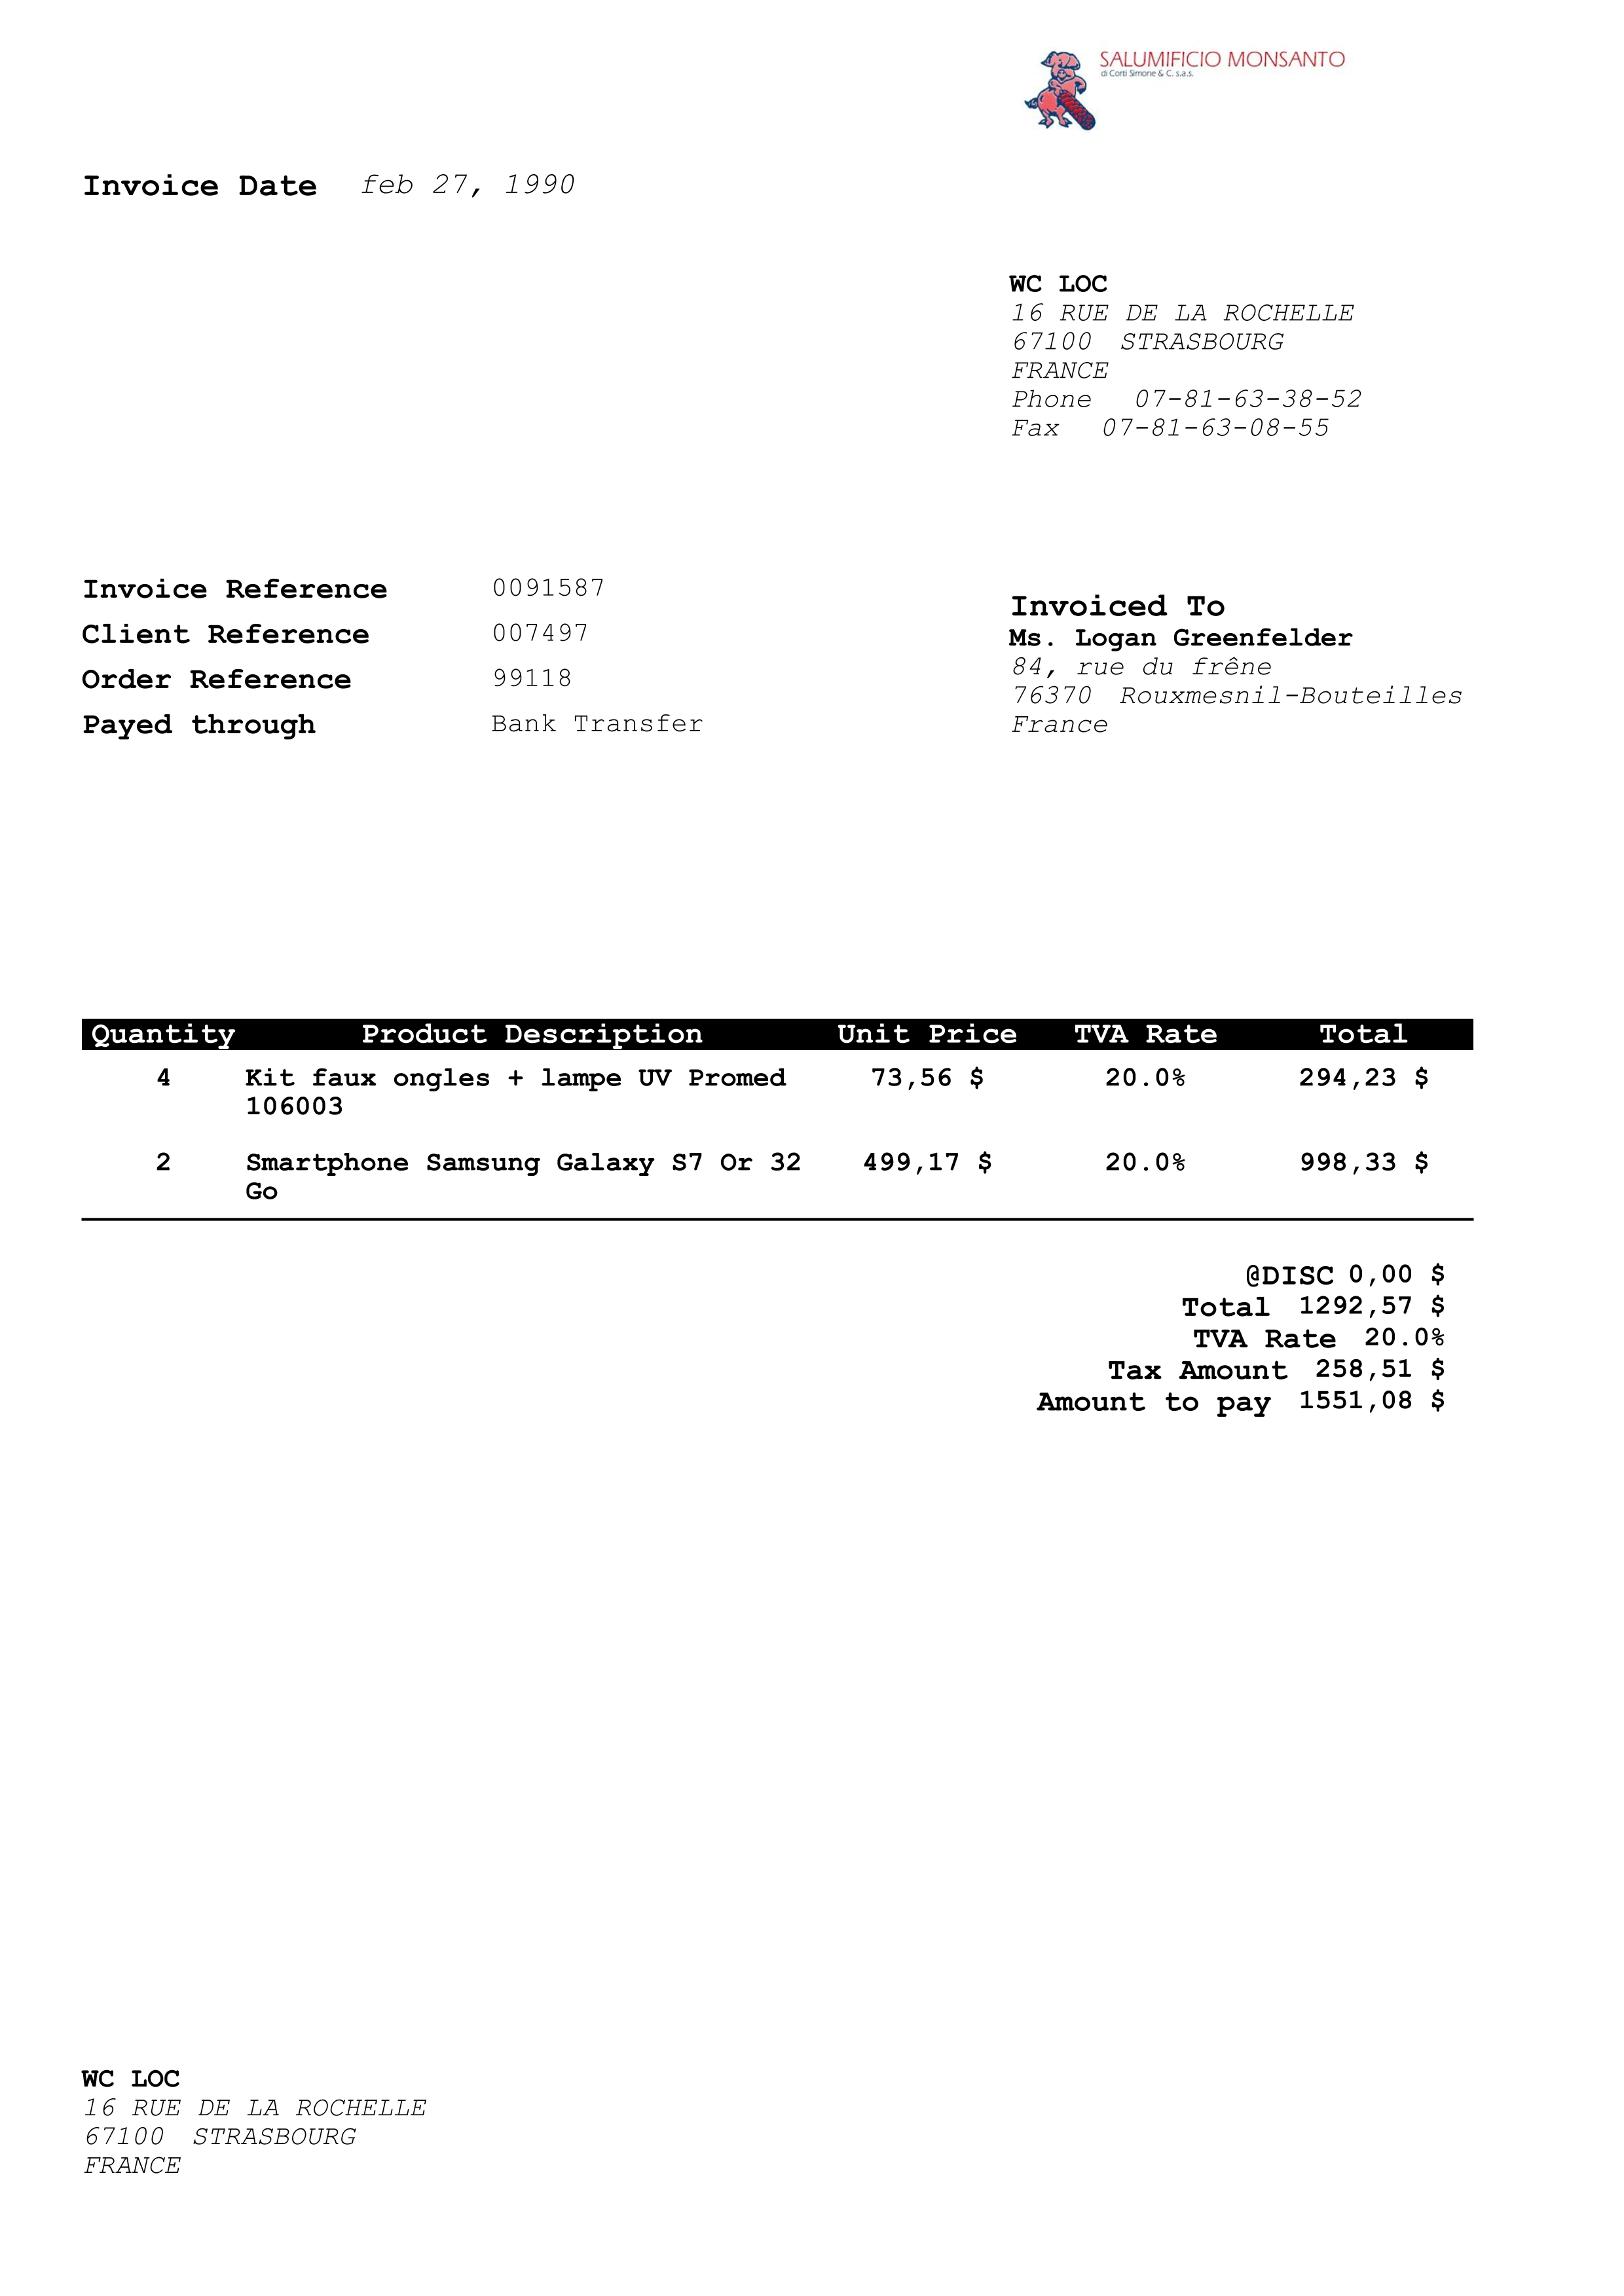 SALUMIFICIO MONSANTO
di Corti Simone & C. s.a.s.
Invoice Date feb 27, 1990
WC LOC
16 RUE DE LA ROCHELLE
67100 STRASBOURG
FRANCE
Phone 07-81-63-38-52
Fax 07-81-63-08-55
Invoice Reference 0091587
Client Reference 007497
Order Reference 99118
Payed through Bank Transfer
Invoiced To
Ms. Logan Greenfelder
84, rue du frêne
76370 Rouxmesnil-Bouteilles
France
Quantity Product Description Unit Price TVA Rate Total
4 Kit faux ongles + lampe UV Promed 73,56 $ 20.0% 294,23 $
106003
2 Smartphone Samsung Galaxy S7 Or 32 499,17 $ 20.0% 998,33 $
Go
@DISC 0,00 $
Total 1292,57 $
TVA Rate 20.0%
Tax Amount 258,51 $
Amount to pay 1551,08 $
WC LOC
16 RUE DE LA ROCHELLE
67100 STRASBOURG
FRANCE